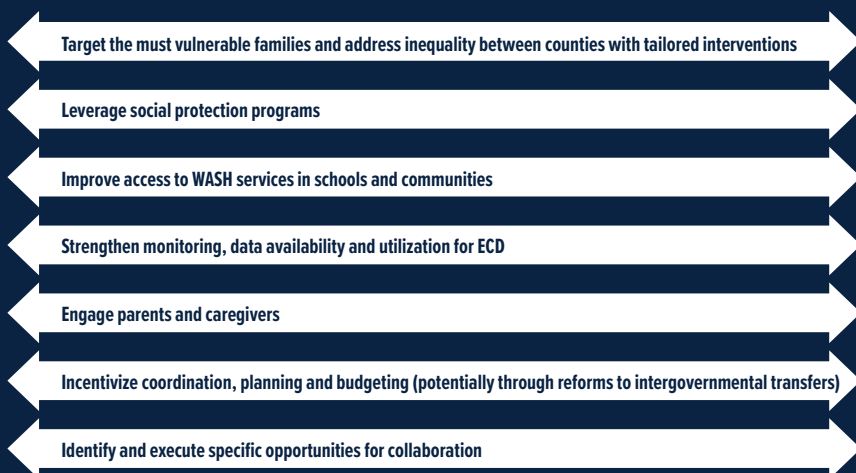 Target the must vulnerable families and address inequality between counties with tailored interventions
Leverage social protection programs
Improve access to WASH services in schools and communities
Strengthen monitoring, data availability and utilization for ECD
Engage parents and caregivers
Incentivize coordination, planning and budgeting (potentially through reforms to intergovernmental transfers)
Identify and execute specific opportunities for collaboration